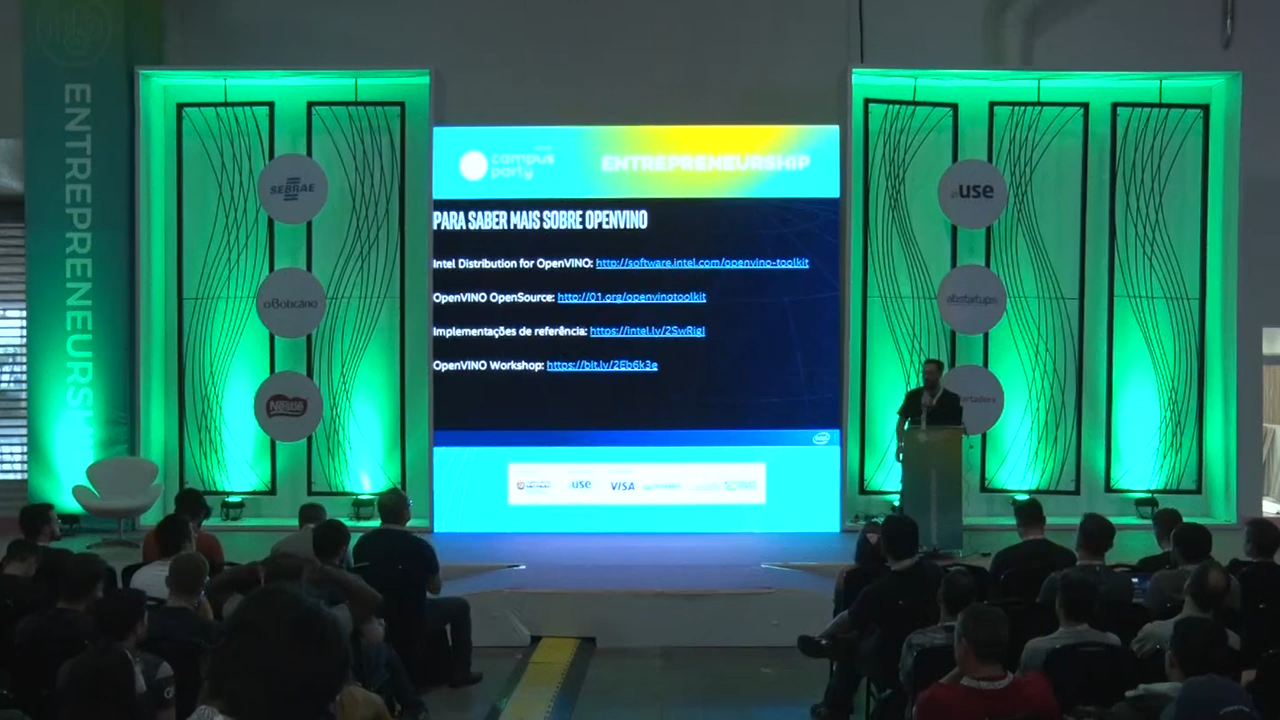 ENTREPRENEURSHIP
campus
party
ENTREPRENEURSHIP
SEBRAE
oBoticário
Nestlé
PARA SABER MAIS SOBRE OPENVINO
Intel Distribution for OpenVINO: http://software.intel.com/openvino-toolkit
OpenVINO OpenSource: http://01.org/openvinotoolkit
Implementações de referência: https://intel.ly/2SwRigI
OpenVINO Workshop: https://bit.ly/2Eb6k3e
intel
use
VISA
use
abstartups